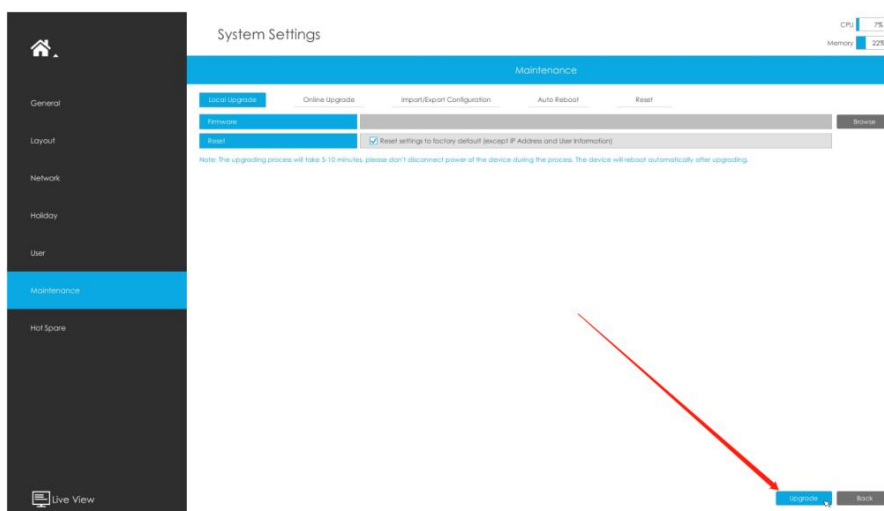 System Settings
CPU 7%
Memory 22%
Maintenance
General
Layout
Network
Holiday
User
Maintenance
Hot Spare
Live View
Local Upgrade Online Upgrade Import/Export Configuration Auto Reboot Reset
Firmware Browse
Reset Reset settings to factory default (except IP Address and User Information)
Note: The upgrading process will take 3-10 minutes, please don't disconnect power of the device during the process. The device will reboot automatically after upgrading.
Upgrade Back